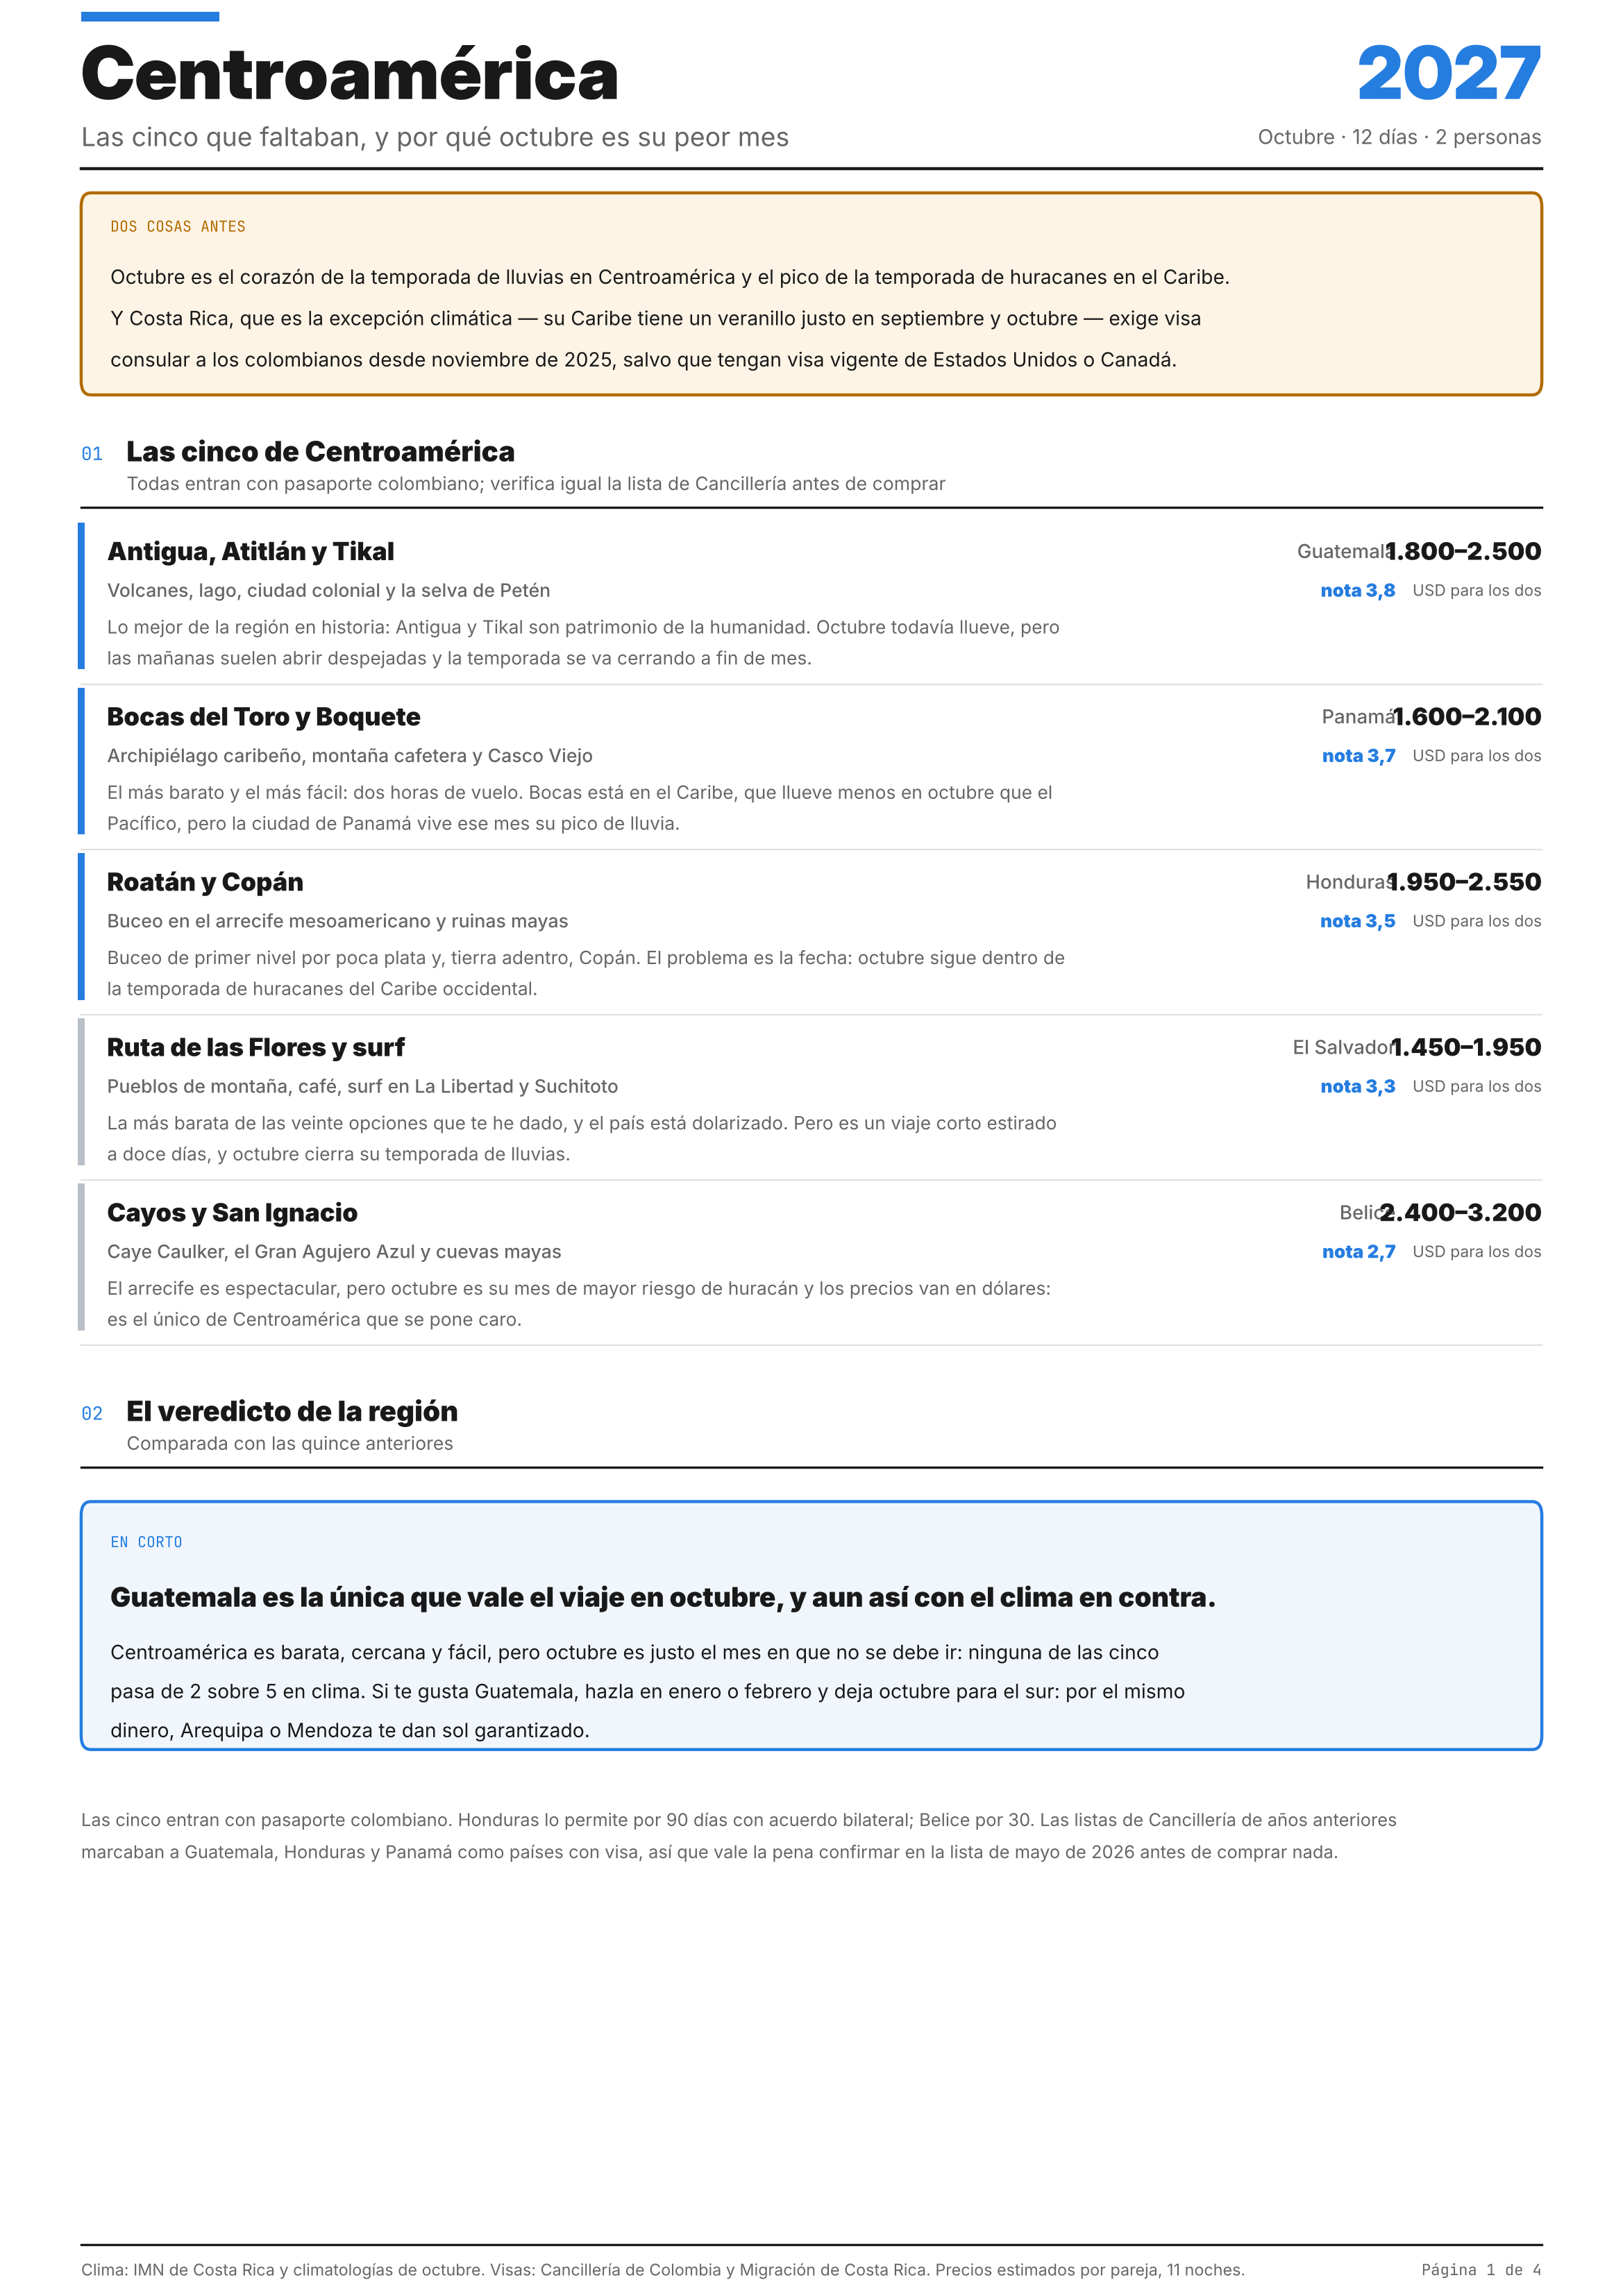 Centroamérica
2027
Las cinco que faltaban, y por qué octubre es su peor mes
Octubre · 12 días · 2 personas
DOS COSAS ANTES
Octubre es el corazón de la temporada de lluvias en Centroamérica y el pico de la temporada de huracanes en el Caribe.
Y Costa Rica, que es la excepción climática — su Caribe tiene un veranillo justo en septiembre y octubre — exige visa
consular a los colombianos desde noviembre de 2025, salvo que tengan visa vigente de Estados Unidos o Canadá.
01 Las cinco de Centroamérica
Todas entran con pasaporte colombiano; verifica igual la lista de Cancillería antes de comprar
Antigua, Atitlán y Tikal Guatemala 1.800–2.500
Volcanes, lago, ciudad colonial y la selva de Petén nota 3,8 USD para los dos
Lo mejor de la región en historia: Antigua y Tikal son patrimonio de la humanidad. Octubre todavía llueve, pero
las mañanas suelen abrir despejadas y la temporada se va cerrando a fin de mes.
Bocas del Toro y Boquete Panamá 1.600–2.100
Archipiélago caribeño, montaña cafetera y Casco Viejo nota 3,7 USD para los dos
El más barato y el más fácil: dos horas de vuelo. Bocas está en el Caribe, que llueve menos en octubre que el
Pacífico, pero la ciudad de Panamá vive ese mes su pico de lluvia.
Roatán y Copán Honduras 1.950–2.550
Buceo en el arrecife mesoamericano y ruinas mayas nota 3,5 USD para los dos
Buceo de primer nivel por poca plata y, tierra adentro, Copán. El problema es la fecha: octubre sigue dentro de
la temporada de huracanes del Caribe occidental.
Ruta de las Flores y surf El Salvador 1.450–1.950
Pueblos de montaña, café, surf en La Libertad y Suchitoto nota 3,3 USD para los dos
La más barata de las veinte opciones que te he dado, y el país está dolarizado. Pero es un viaje corto estirado
a doce días, y octubre cierra su temporada de lluvias.
Cayos y San Ignacio Belice 2.400–3.200
Caye Caulker, el Gran Agujero Azul y cuevas mayas nota 2,7 USD para los dos
El arrecife es espectacular, pero octubre es su mes de mayor riesgo de huracán y los precios van en dólares:
es el único de Centroamérica que se pone caro.
02 El veredicto de la región
Comparada con las quince anteriores
EN CORTO
Guatemala es la única que vale el viaje en octubre, y aun así con el clima en contra.
Centroamérica es barata, cercana y fácil, pero octubre es justo el mes en que no se debe ir: ninguna de las cinco
pasa de 2 sobre 5 en clima. Si te gusta Guatemala, hazla en enero o febrero y deja octubre para el sur: por el mismo
dinero, Arequipa o Mendoza te dan sol garantizado.
Las cinco entran con pasaporte colombiano. Honduras lo permite por 90 días con acuerdo bilateral; Belice por 30. Las listas de Cancillería de años anteriores
marcaban a Guatemala, Honduras y Panamá como países con visa, así que vale la pena confirmar en la lista de mayo de 2026 antes de comprar nada.
Clima: IMN de Costa Rica y climatologías de octubre. Visas: Cancillería de Colombia y Migración de Costa Rica. Precios estimados por pareja, 11 noches.
Página 1 de 4